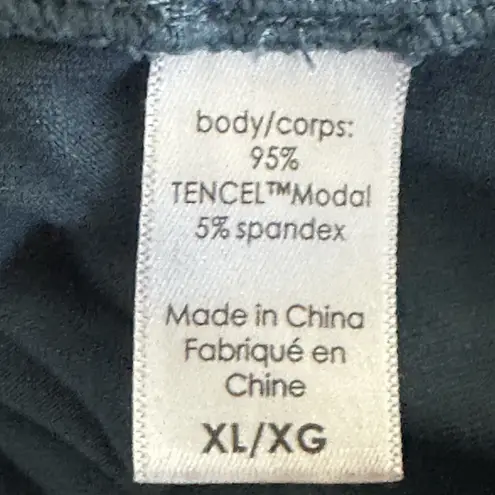 body/corps:
95%
TENCEL™Modal
5% spandex
Made in China
Fabriqué en
Chine
XL/XG